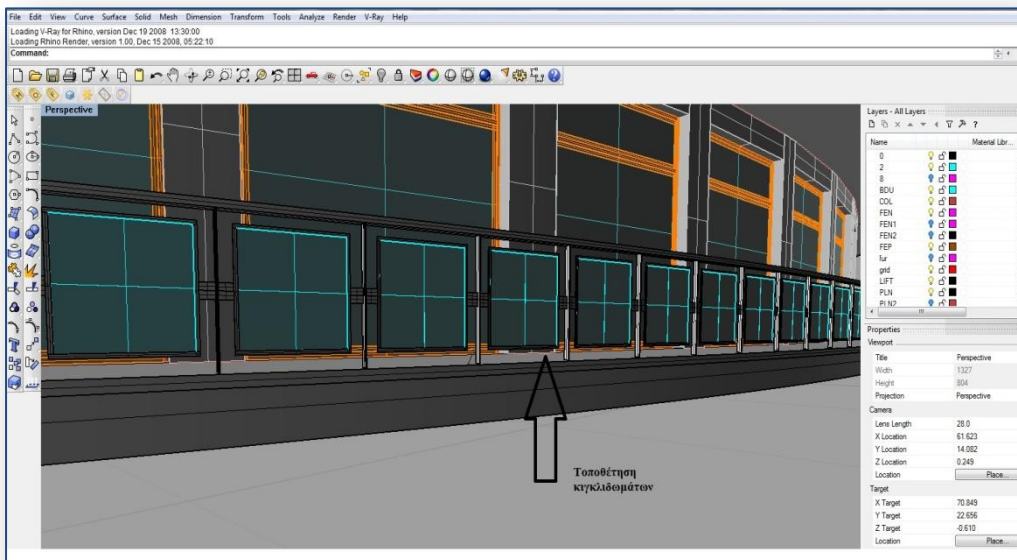 File Edit View Curve Surface Solid Mesh Dimension Transform Tools Analyze Render V-Ray Help
Loading V-Ray for Rhino, version Dec 19 2008 13:30:00
Loading Rhino Render, version 1.00, Dec 15 2008, 05:22:10
Command:
Perspective
Τοποθέτηση
κιγκλιδωμάτων
Layers - All Layers
Name Material Libr...
0
2
8
BDU
COL
FEN
FEN1
FEN2
FEP
fur
grid
LIFT
PLN
PLN2
Properties
Viewport
Title Perspective
Width 1327
Height 804
Projection Perspective
Camera
Lens Length 28.0
X Location 61.623
Y Location 14.082
Z Location 0.249
Location Place...
Target
X Target 70.849
Y Target 22.656
Z Target -0.610
Location Place...